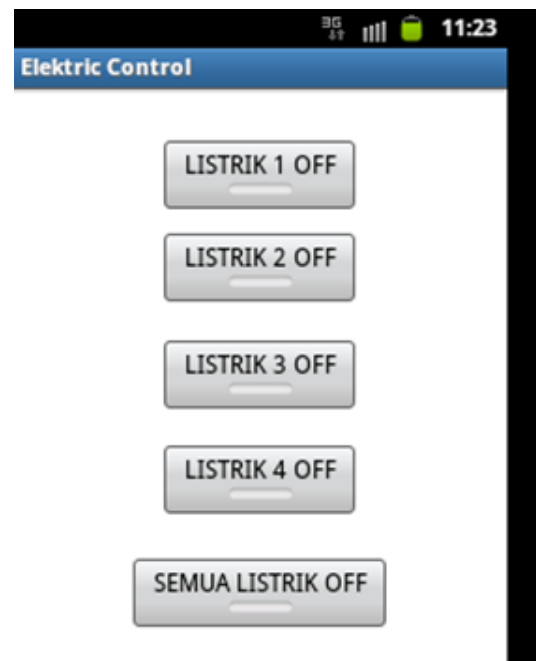 3G 11:23
Elektric Control
LISTRIK 1 OFF
LISTRIK 2 OFF
LISTRIK 3 OFF
LISTRIK 4 OFF
SEMUA LISTRIK OFF